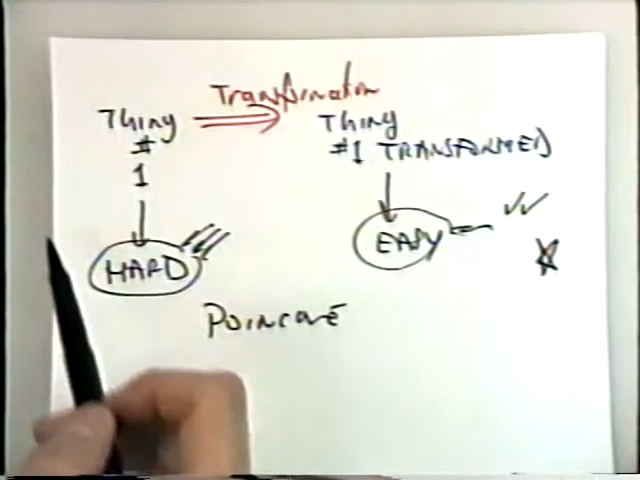 Transformation
Thing
#
1
HARD
Thing
#1 TRANSFORMED
EASY
Poincaré